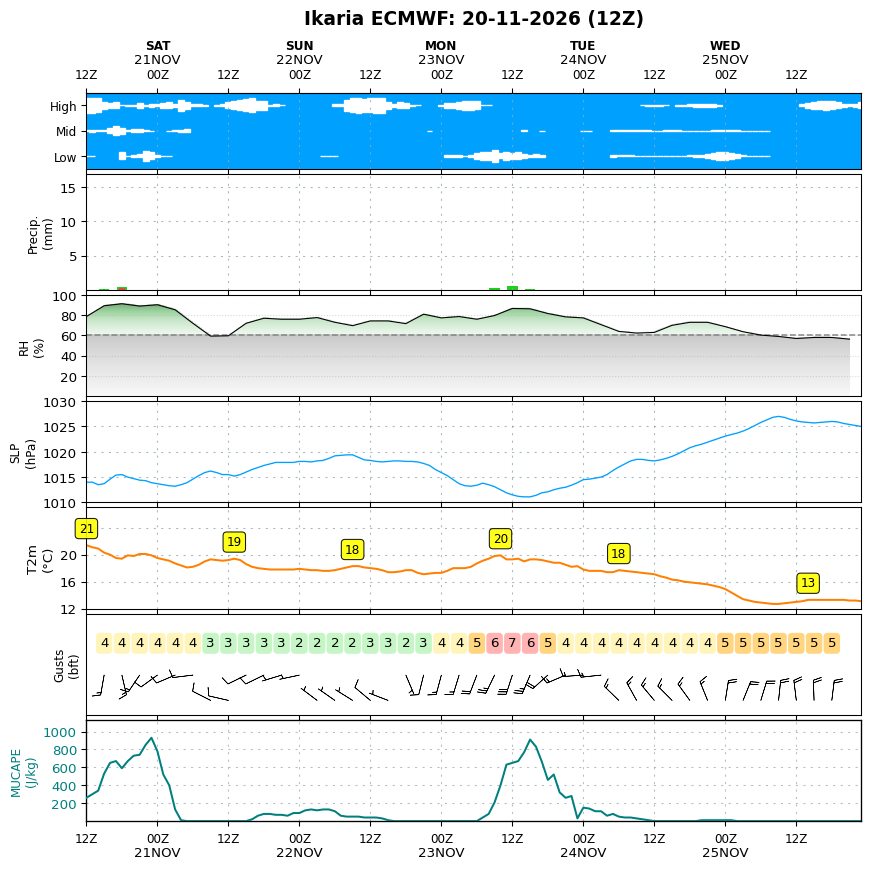 Ikaria ECMWF: 20-11-2026 (12Z)
SAT SUN MON TUE WED
21NOV 22NOV 23NOV 24NOV 25NOV
12Z 00Z 12Z 00Z 12Z 00Z 12Z 00Z 12Z 00Z 12Z
High
Mid
Low
15
10
5
Precip.
(mm)
100
80
60
40
20
RH
(%)
1030
1025
1020
1015
1010
SLP
(hPa)
20
16
12
T2m
(°C)
21 19 18 20 18 13
Gusts
(bft)
4 4 4 4 4 4 3 3 3 3 3 2 2 2 2 3 3 2 3 4 4 5 6 7 6 5 4 4 4 4 4 4 4 4 4 5 5 5 5 5 5 5
1000
800
600
400
200
MUCAPE
(J/kg)
12Z 00Z 12Z 00Z 12Z 00Z 12Z 00Z 12Z 00Z 12Z
21NOV 22NOV 23NOV 24NOV 25NOV